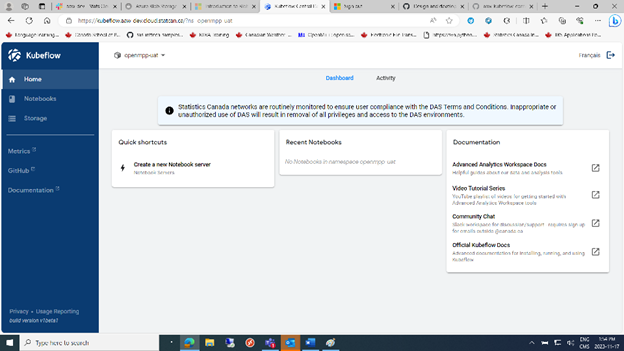 https://kubeflow.aaw-dev.cloud.statcan.ca/?ns=openmpp-uat
Kubeflow
openmpp-uat
Français
Home
Notebooks
Storage
Metrics
GitHub
Documentation
Dashboard
Activity
Statistics Canada networks are routinely monitored to ensure user compliance with the DAS Terms and Conditions. Inappropriate or
unauthorized use of DAS will result in removal of all privileges and access to the DAS environments.
Quick shortcuts
Create a new Notebook server
Notebook Servers
Recent Notebooks
No Notebooks in namespace openmpp-uat
Documentation
Advanced Analytics Workspace Docs
Helpful guides about our data and analysis tools
Video Tutorial Series
YouTube playlist of videos for getting started with
Advanced Analytics Workspace tools
Community Chat
Slack workspace for discussion/support - requires sign up
for emails outside @canada.ca
Official Kubeflow Docs
Advanced documentation for installing, running, and using
Kubeflow
Privacy • Usage Reporting
build version v1beta1
Type here to search
ENG
CMS
1:54 PM
2023-11-17